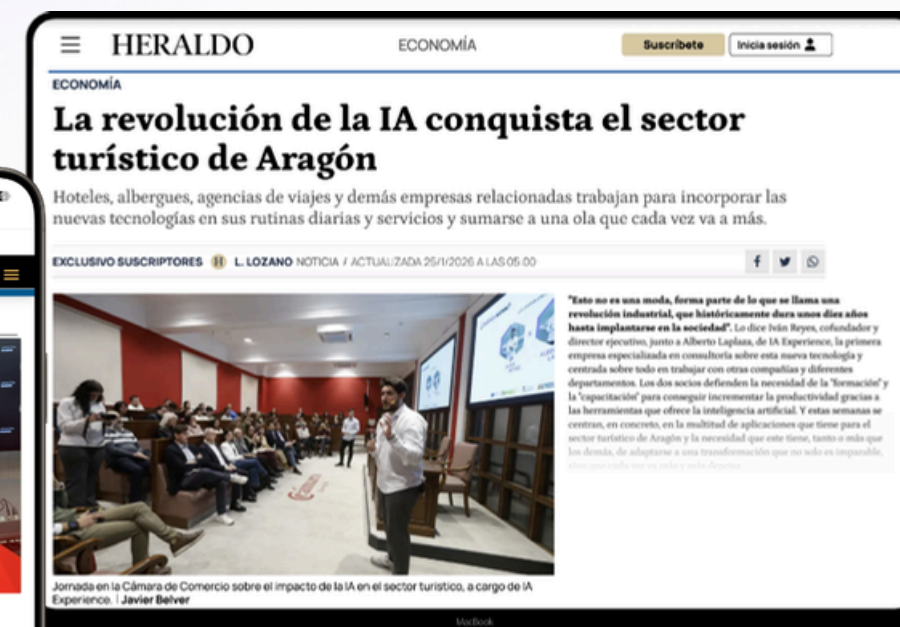 HERALDO
ECONOMÍA
Suscríbete
Inicia sesión
ECONOMÍA
La revolución de la IA conquista el sector
turístico de Aragón
Hoteles, albergues, agencias de viajes y demás empresas relacionadas trabajan para incorporar las
nuevas tecnologías en sus rutinas diarias y servicios y sumarse a una ola que cada vez va a más.
EXCLUSIVO SUSCRIPTORES H L. LOZANO NOTICIA / ACTUALIZADA 25/1/2026 A LAS 05:00
"Esto no es una moda, forma parte de lo que se llama una
revolución industrial, que históricamente dura unos diez años
hasta implantarse en la sociedad". Lo dice Iván Reyes, cofundador y
director ejecutivo, junto a Alberto Laplaza, de IA Experience, la primera
empresa especializada en consultoría sobre esta nueva tecnología y
centrada sobre todo en trabajar con otras compañías y diferentes
departamentos. Los dos socios defienden la necesidad de la "formación" y
la "capacitación" para conseguir incrementar la productividad gracias a
las herramientas que ofrece la inteligencia artificial. Y estas semanas se
centran, en concreto, en la multitud de aplicaciones que tiene para el
sector turístico de Aragón y la necesidad que este tiene, tanto o más que
los demás, de adaptarse a una transformación que no solo es imparable,
sino que cada vez va más y más deprisa.
Cámara
Jornada en la Cámara de Comercio sobre el impacto de la IA en el sector turístico, a cargo de IA
Experience. | Javier Belver
MacBook